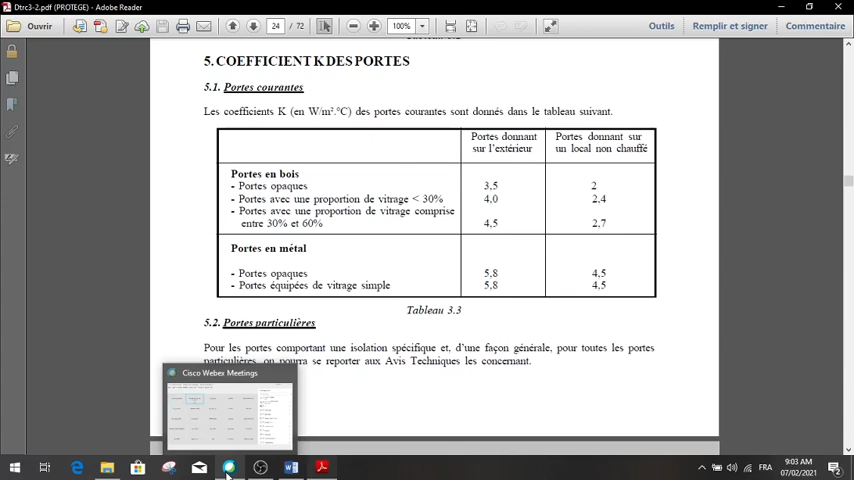 Dtrc3-2.pdf (PROTEGE) - Adobe Reader
Ouvrir
24 / 72
100%
Outils
Remplir et signer
Commentaire
5. COEFFICIENT K DES PORTES
5.1. Portes courantes
Les coefficients K (en W/m².°C) des portes courantes sont donnés dans le tableau suivant.
Portes donnant sur l'extérieur
Portes donnant sur un local non chauffé
Portes en bois
- Portes opaques 3,5 2
- Portes avec une proportion de vitrage < 30% 4,0 2,4
- Portes avec une proportion de vitrage comprise
entre 30% et 60% 4,5 2,7
Portes en métal
- Portes opaques 5,8 4,5
- Portes équipées de vitrage simple 5,8 4,5
Tableau 3.3
5.2. Portes particulières
Pour les portes comportant une isolation spécifique et, d'une façon générale, pour toutes les portes
particulières, on pourra se reporter aux Avis Techniques les concernant.
Cisco Webex Meetings
FRA
9:03 AM
07/02/2021